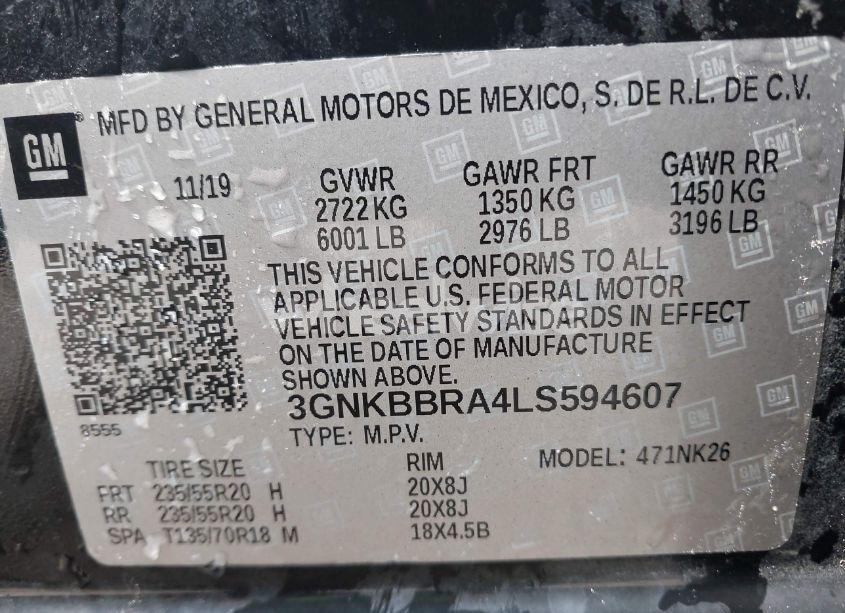 GM
MFD BY GENERAL MOTORS DE MEXICO, S. DE R.L. DE C.V.
11/19
GVWR GAWR FRT GAWR RR
2722 KG 1350 KG 1450 KG
6001 LB 2976 LB 3196 LB
THIS VEHICLE CONFORMS TO ALL
APPLICABLE U.S. FEDERAL MOTOR
VEHICLE SAFETY STANDARDS IN EFFECT
ON THE DATE OF MANUFACTURE
SHOWN ABOVE.
3GNKBBRA4LS594607
8555
TYPE: M.P.V.
MODEL: 471NK26
TIRE SIZE RIM
FRT 235/55R20 H 20X8J
RR 235/55R20 H 20X8J
SPA T135/70R18 M 18X4.5B